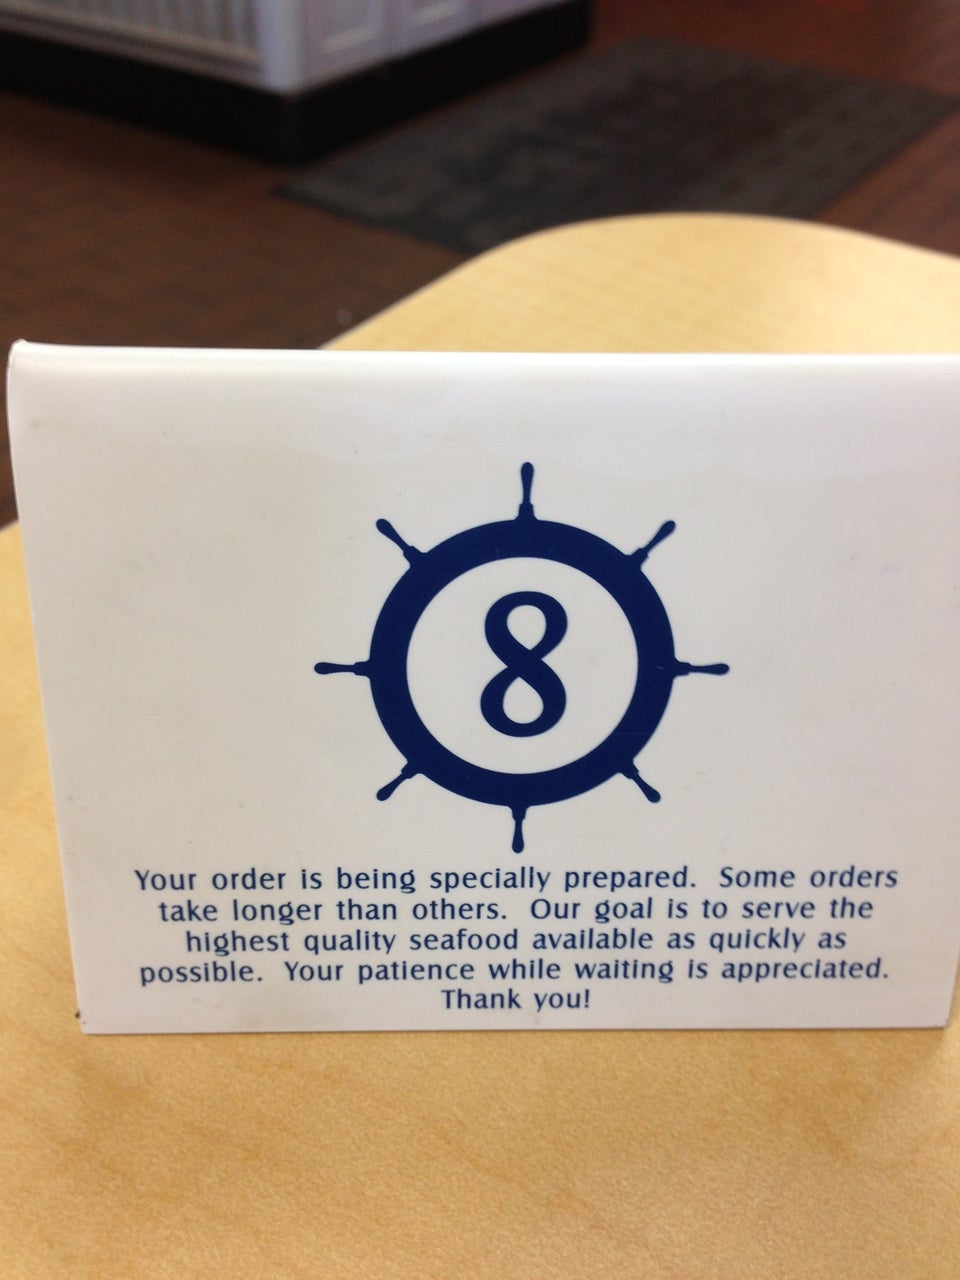 8
Your order is being specially prepared. Some orders
take longer than others. Our goal is to serve the
highest quality seafood available as quickly as
possible. Your patience while waiting is appreciated.
Thank you!